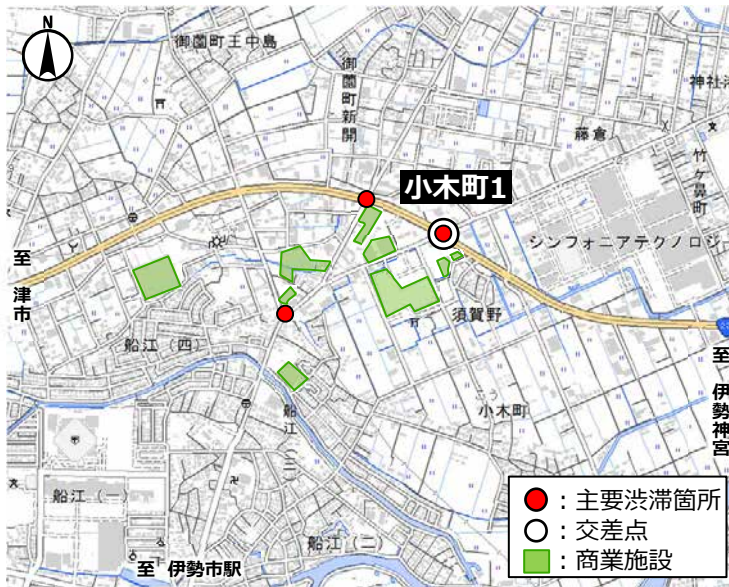 N
御薗町王中島
御薗町新開
神社港
藤倉
竹ケ鼻町
小木町1
シンフォニアテクノロジ
至 津市
須賀野
船江（四）
至 伊勢神宮
小木町
船江（三）
船江（一）
船江（二）
至 伊勢市駅
：主要渋滞箇所
：交差点
：商業施設